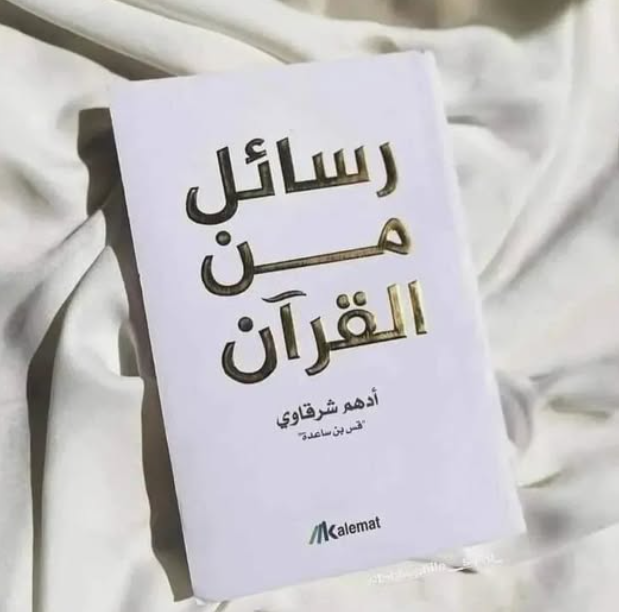 رسائل
من
القرآن
أدهم شرقاوي
"قس بن ساعدة"
Kalemat